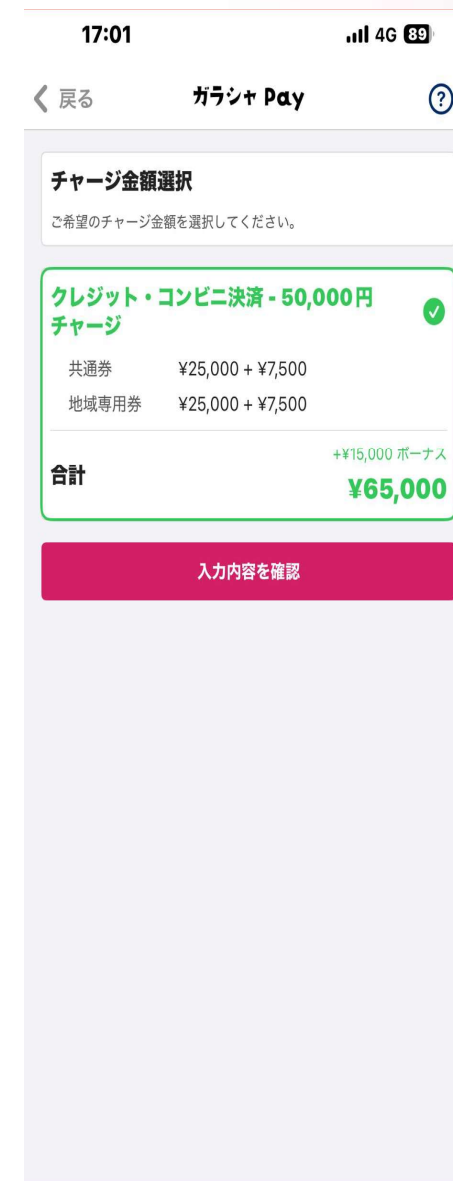 17:01 4G 89
戻る ガラシャ Pay ?
チャージ金額選択
ご希望のチャージ金額を選択してください。
クレジット・コンビニ決済 - 50,000円
チャージ
共通券 ¥25,000 + ¥7,500
地域専用券 ¥25,000 + ¥7,500
+¥15,000 ボーナス
合計 ¥65,000
入力内容を確認